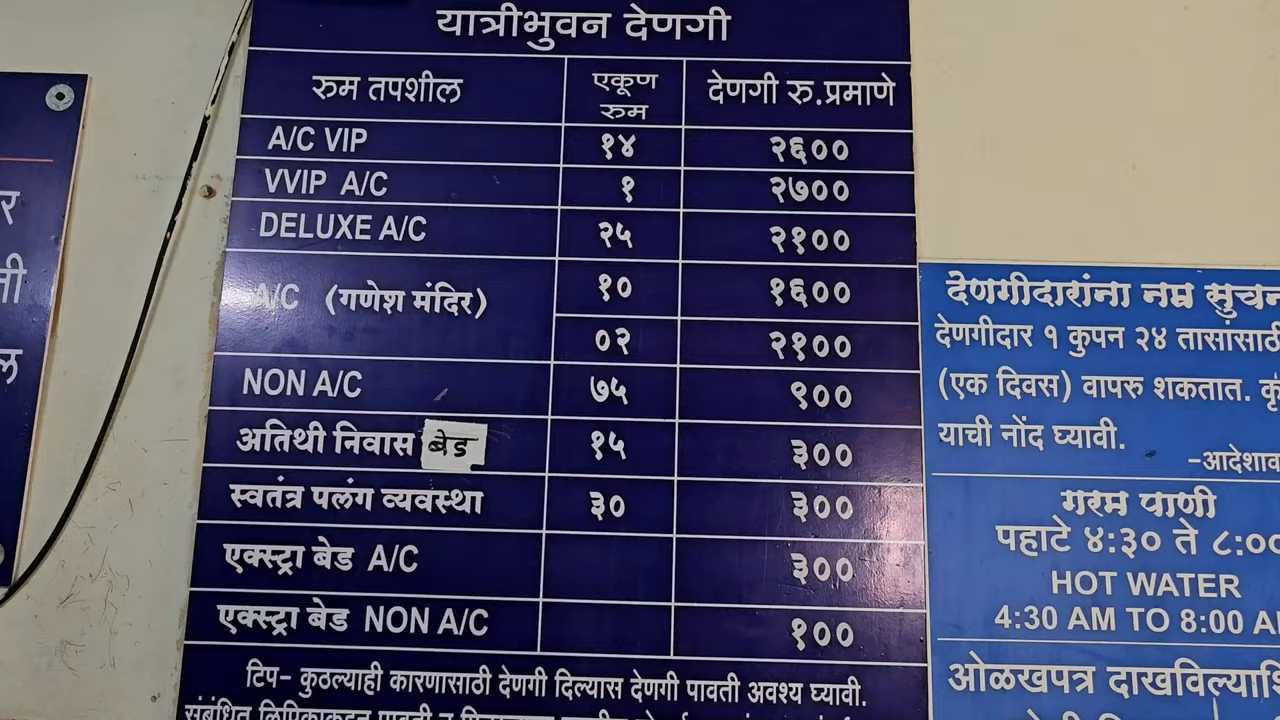 यात्रीभुवन देणगी
रुम तपशील एकूण रुम देणगी रु.प्रमाणे
A/C VIP १४ २६००
VVIP A/C १ २७००
DELUXE A/C २५ २१००
A/C (गणेश मंदिर) १० १६००
०२ २१००
NON A/C ७५ ९००
अतिथी निवास बेड १५ ३००
स्वतंत्र पलंग व्यवस्था ३० ३००
एक्स्ट्रा बेड A/C ३००
एक्स्ट्रा बेड NON A/C १००
टिप- कुठल्याही कारणासाठी देणगी दिल्यास देणगी पावती अवश्य घ्यावी.
देणगीदारांना नम्र
देणगीदार १ कुपन २४ तासांसाठी
(एक दिवस) वापरु शकतात.
याची नोंद घ्यावी.
गरम पाणी
पहाटे ४:३० ते ८:००
HOT WATER
4:30 AM TO 8:00
ओळखपत्र